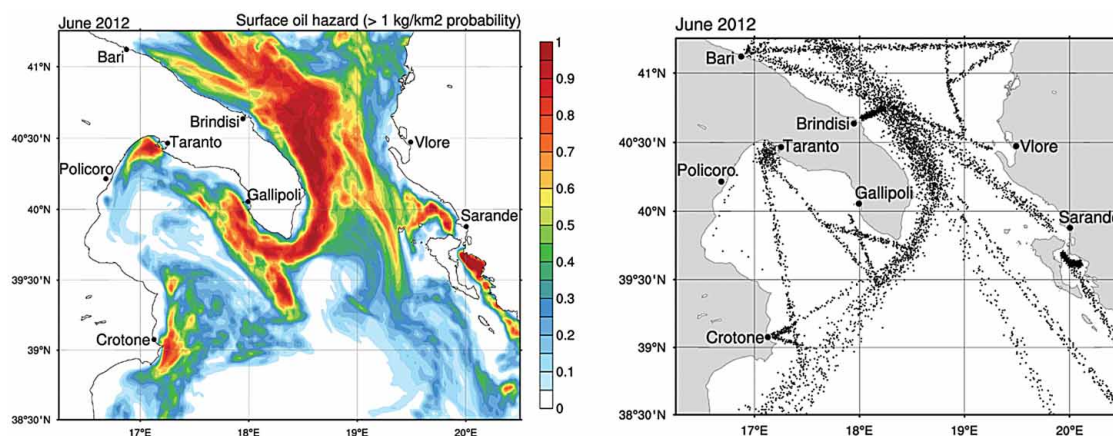 June 2012 Surface oil hazard (> 1 kg/km2 probability)
41°N
40°30'N
40°N
39°30'N
39°N
38°30'N
Bari
Brindisi
Taranto
Vlore
Policoro
Gallipoli
Sarande
Crotone
17°E 18°E 19°E 20°E
1
0.9
0.8
0.7
0.6
0.5
0.4
0.3
0.2
0.1
0
June 2012
41°N
40°30'N
40°N
39°30'N
39°N
38°30'N
Bari
Brindisi
Taranto
Vlore
Policoro
Gallipoli
Sarande
Crotone
17°E 18°E 19°E 20°E